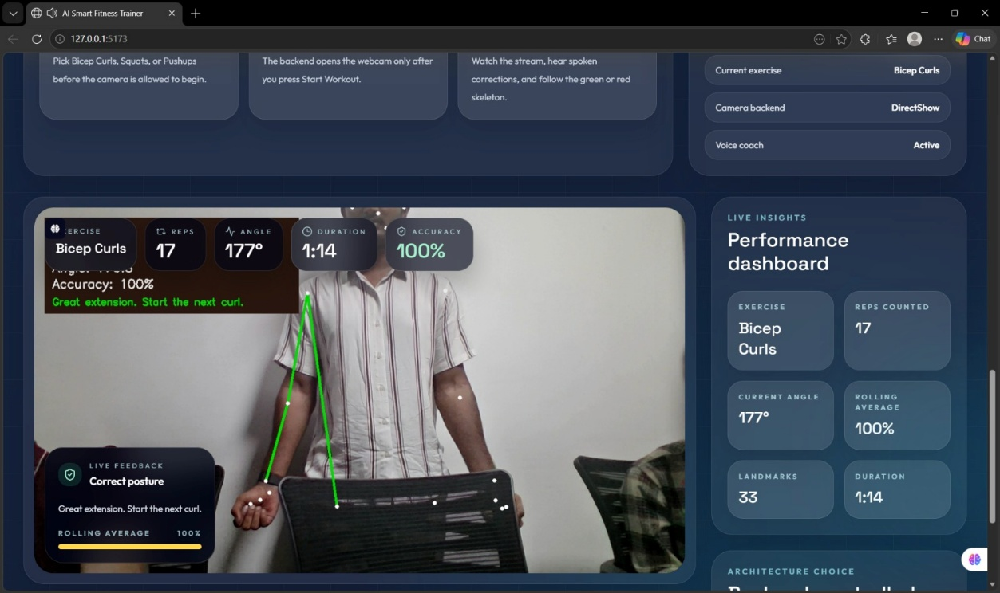 AI Smart Fitness Trainer
127.0.0.1:5173
Chat
Pick Bicep Curls, Squats, or Pushups
before the camera is allowed to begin.
The backend opens the webcam only after
you press Start Workout.
Watch the stream, hear spoken
corrections, and follow the green or red
skeleton.
Current exercise Bicep Curls
Camera backend DirectShow
Voice coach Active
ERCISE
Bicep Curls
REPS
17
ANGLE
177°
DURATION
1:14
ACCURACY
100%
Accuracy: 100%
Great extension. Start the next curl.
LIVE FEEDBACK
Correct posture
Great extension. Start the next curl.
ROLLING AVERAGE 100%
LIVE INSIGHTS
Performance
dashboard
EXERCISE
Bicep
Curls
REPS COUNTED
17
CURRENT ANGLE
177°
ROLLING
AVERAGE
100%
LANDMARKS
33
DURATION
1:14
ARCHITECTURE CHOICE